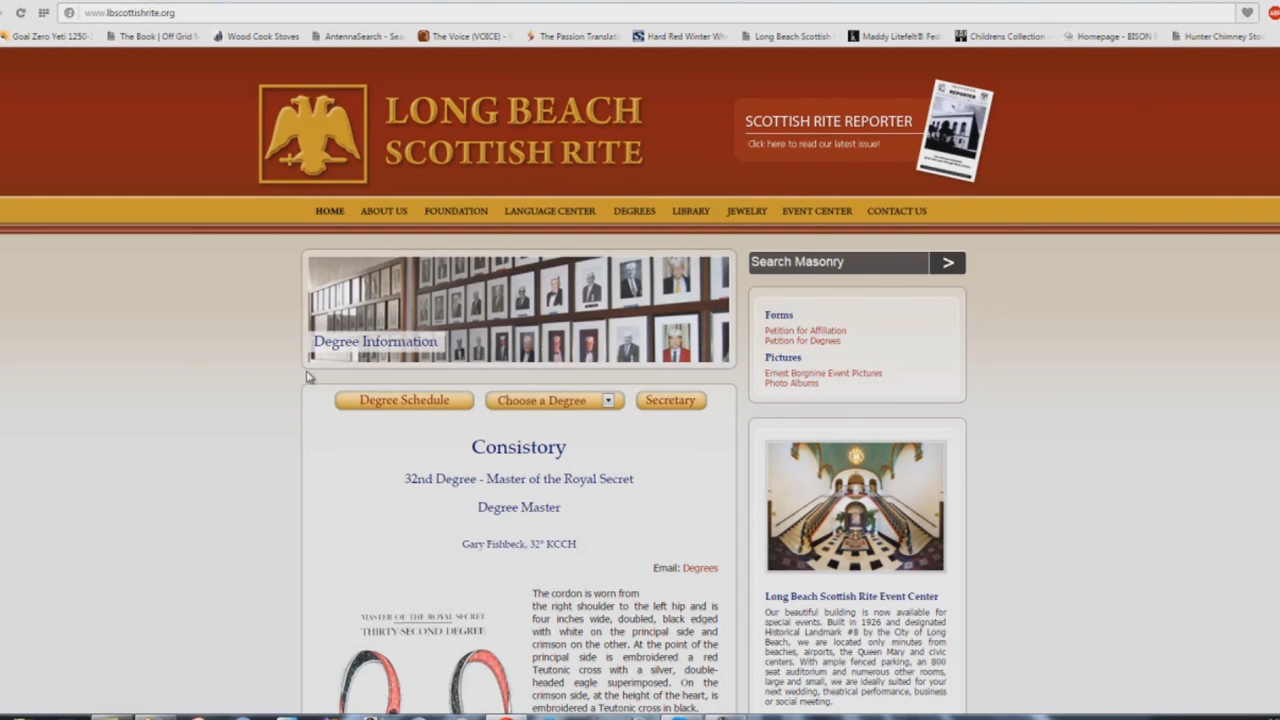 www.lbscottishrite.org
Goal Zero Yeti 1250-
The Book | Off Grid
Wood Cook Stoves
AntennaSearch - Sea
The Voice (VOICE) -
The Passion Translati
Hard Red Winter Wh
Long Beach Scottish
Maddy Litefelt® Fed
Childrens Collection
Homepage - BISON
Hunter Chimney Sto
LONG BEACH
SCOTTISH RITE
SCOTTISH RITE REPORTER
Click here to read our latest issue!
REPORTER
HOME ABOUT US FOUNDATION LANGUAGE CENTER DEGREES LIBRARY JEWELRY EVENT CENTER CONTACT US
Degree Information
Search Masonry >
Forms
Petition for Affiliation
Petition for Degrees
Pictures
Ernest Borgnine Event Pictures
Photo Albums
Degree Schedule Choose a Degree Secretary
Consistory
32nd Degree - Master of the Royal Secret
Degree Master
Gary Fishbeck, 32° KCCH
Email: Degrees
The cordon is worn from
the right shoulder to the left hip and is
four inches wide, doubled, black edged
with white on the principal side and
crimson on the other. At the point of the
principal side is embroidered a red
Teutonic cross with a silver, double-
headed eagle superimposed. On the
crimson side, at the height of the heart, is
embroidered a Teutonic cross in black.
MASTER OF THE ROYAL SECRET
THIRTY-SECOND DEGREE
Long Beach Scottish Rite Event Center
Our beautiful building is now available for
special events. Built in 1926 and designated
Historical Landmark #8 by the City of Long
Beach, we are located only minutes from
beaches, airports, the Queen Mary and civic
centers. With ample fenced parking, an 800
seat auditorium and numerous other rooms,
large and small, we are ideally suited for your
next wedding, theatrical performance, business
or social meeting.